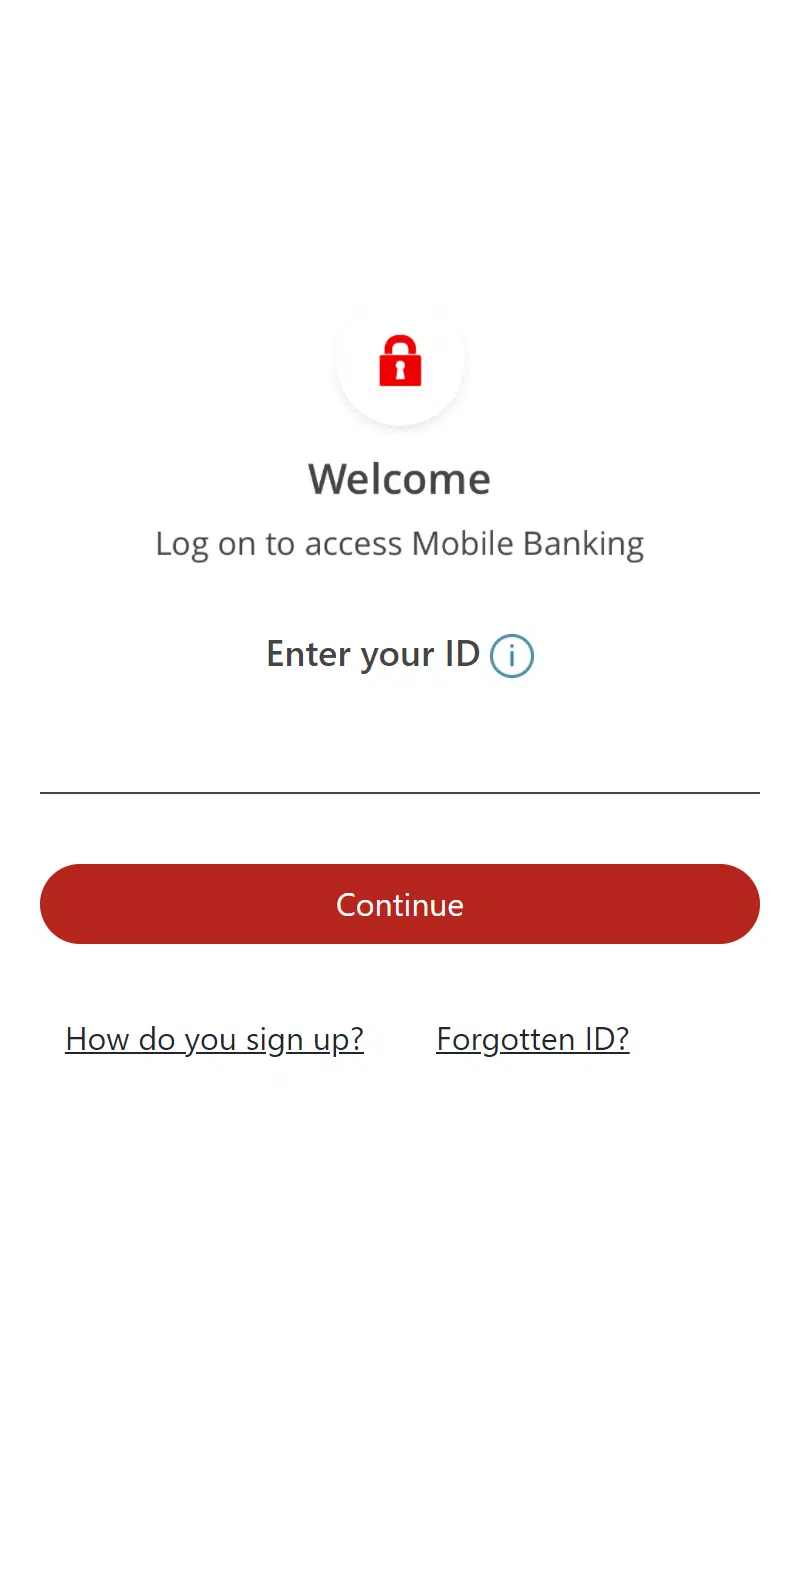 Welcome
Log on to access Mobile Banking
Enter your ID i
Continue
How do you sign up? Forgotten ID?